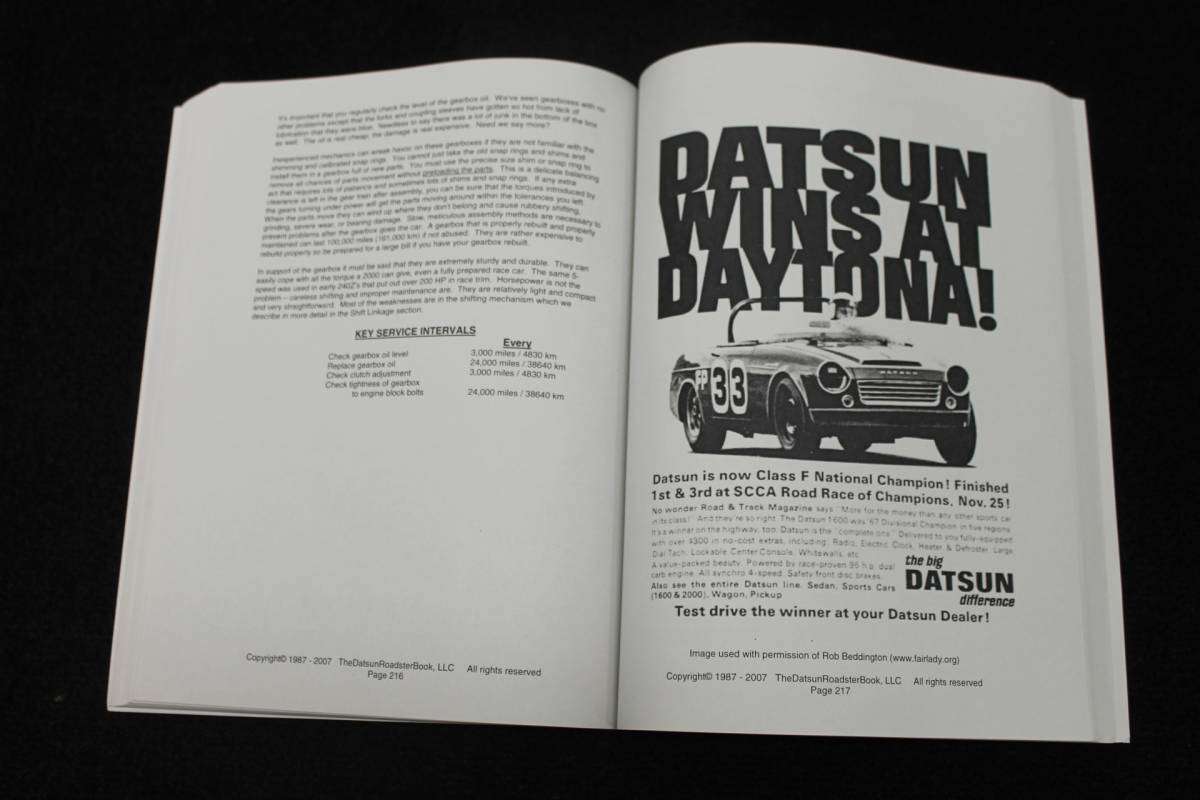 It's important that you regularly check the level of the gearbox oil. We've seen gearboxes with no
other problems except that the forks and coupling sleeves have gotten so hot from lack of
lubrication that they were blue. Needless to say there was a lot of junk in the bottom of the box
as well. The oil is real cheap; the damage is real expensive. Need we say more?
Inexperienced mechanics can wreak havoc on these gearboxes if they are not familiar with the
shimming and calibrated snap rings. You cannot just take the old snap rings and shims and
install them in a gearbox full of new parts. You must use the precise size shim or snap ring to
remove all chances of parts movement without preloading the parts. This is a delicate balancing
act that requires lots of patience and sometimes lots of shims and snap rings. If any extra
clearance is left in the gear train after assembly, you can be sure that the torques introduced by
the gears turning under power will get the parts moving around within the tolerances you left.
When the parts move they can wind up where they don't belong and cause rubbery shifting,
grinding, severe wear, or bearing damage. Slow, meticulous assembly methods are necessary to
prevent problems after the gearbox goes the car. A gearbox that is properly rebuilt and properly
maintained can last 100,000 miles (161,000 km) if not abused. They are rather expensive to
rebuild properly so be prepared for a large bill if you have your gearbox rebuilt.
In support of the gearbox it must be said that they are extremely sturdy and durable. They can
easily cope with all the torque a 2000 can give, even a fully prepared race car. The same 5-
speed was used in early 240Z's that put out over 200 HP in race trim. Horsepower is not the
problem – careless shifting and improper maintenance are. They are relatively light and compact
and very straightforward. Most of the weaknesses are in the shifting mechanism which we
describe in more detail in the Shift Linkage section.
KEY SERVICE INTERVALS
Every
Check gearbox oil level 3,000 miles / 4830 km
Replace gearbox oil 24,000 miles / 38640 km
Check clutch adjustment 3,000 miles / 4830 km
Check tightness of gearbox
to engine block bolts 24,000 miles / 38640 km
Copyright© 1987 - 2007 TheDatsunRoadsterBook, LLC All rights reserved
Page 216
DATSUN
WINS AT
DAYTONA!
DATSUN
FP 33
Datsun is now Class F National Champion! Finished
1st & 3rd at SCCA Road Race of Champions, Nov. 25!
No wonder Road & Track Magazine says "More for the money than any other sports car
in its class!" And they're so right. The Datsun 1600 was '67 Divisional Champion in five regions.
It's a winner on the highway, too. Datsun is the "complete one." Delivered to you fully-equipped
with over $300 in no-cost extras, including: Radio, Electric Clock, Heater & Defroster, Large
Dial Tach, Lockable Center Console, Whitewalls, etc.
A value-packed beauty. Powered by race-proven 96 h.p. dual
carb engine. All synchro 4-speed. Safety front disc brakes.
Also see the entire Datsun line. Sedan, Sports Cars
(1600 & 2000), Wagon, Pickup
the big
DATSUN
difference
Test drive the winner at your Datsun Dealer!
Image used with permission of Rob Beddington (www.fairlady.org)
Copyright© 1987 - 2007 TheDatsunRoadsterBook, LLC All rights reserved
Page 217